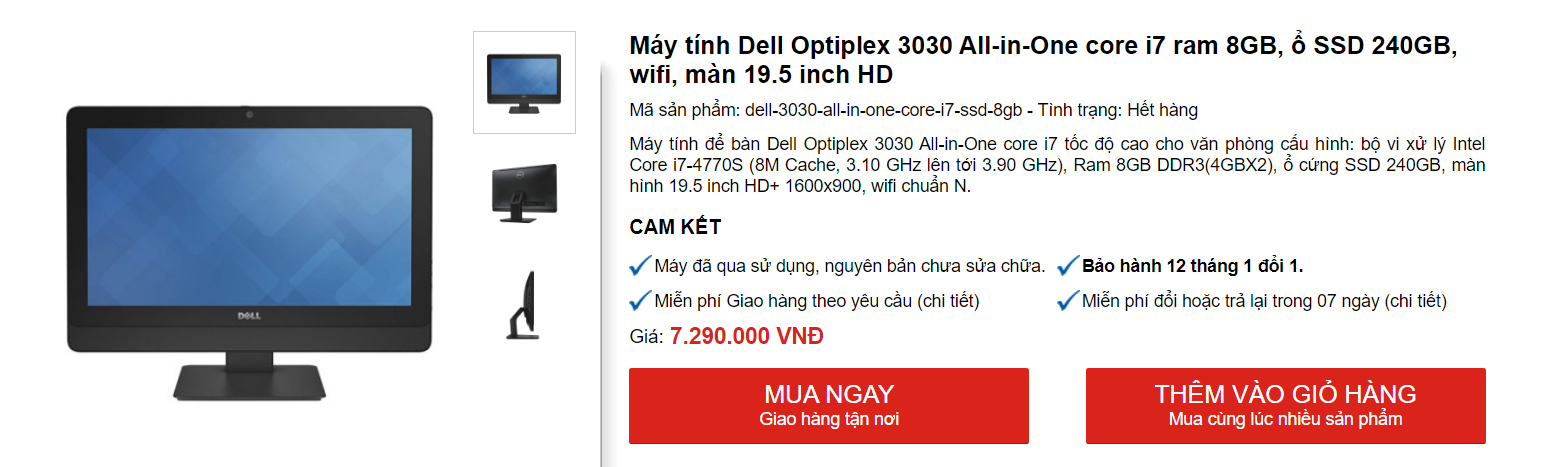 Máy tính Dell Optiplex 3030 All-in-One core i7 ram 8GB, ổ SSD 240GB,
wifi, màn 19.5 inch HD
Mã sản phẩm: dell-3030-all-in-one-core-i7-ssd-8gb - Tình trạng: Hết hàng
Máy tính để bàn Dell Optiplex 3030 All-in-One core i7 tốc độ cao cho văn phòng cấu hình: bộ vi xử lý Intel
Core i7-4770S (8M Cache, 3.10 GHz lên tới 3.90 GHz), Ram 8GB DDR3(4GBX2), ổ cứng SSD 240GB, màn
hình 19.5 inch HD+ 1600x900, wifi chuẩn N.
CAM KẾT
Máy đã qua sử dụng, nguyên bản chưa sửa chữa.
Bảo hành 12 tháng 1 đổi 1.
Miễn phí Giao hàng theo yêu cầu (chi tiết)
Miễn phí đổi hoặc trả lại trong 07 ngày (chi tiết)
Giá: 7.290.000 VNĐ
MUA NGAY
Giao hàng tận nơi
THÊM VÀO GIỎ HÀNG
Mua cùng lúc nhiều sản phẩm
DELL